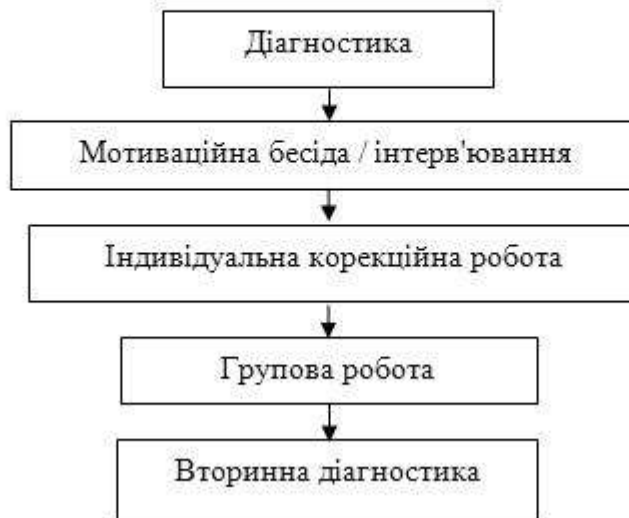 Діагностика
Мотиваційна бесіда / інтерв'ювання
Індивідуальна корекційна робота
Групова робота
Вторинна діагностика